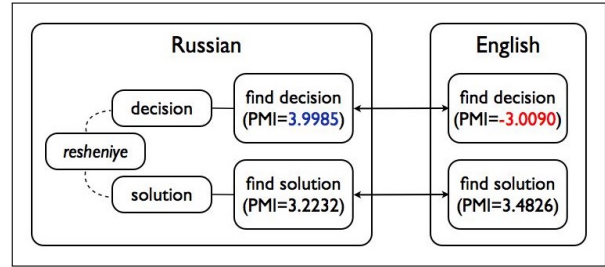 Russian
English
decision
find decision
(PMI=3.9985)
find decision
(PMI=-3.0090)
resheniye
solution
find solution
(PMI=3.2232)
find solution
(PMI=3.4826)